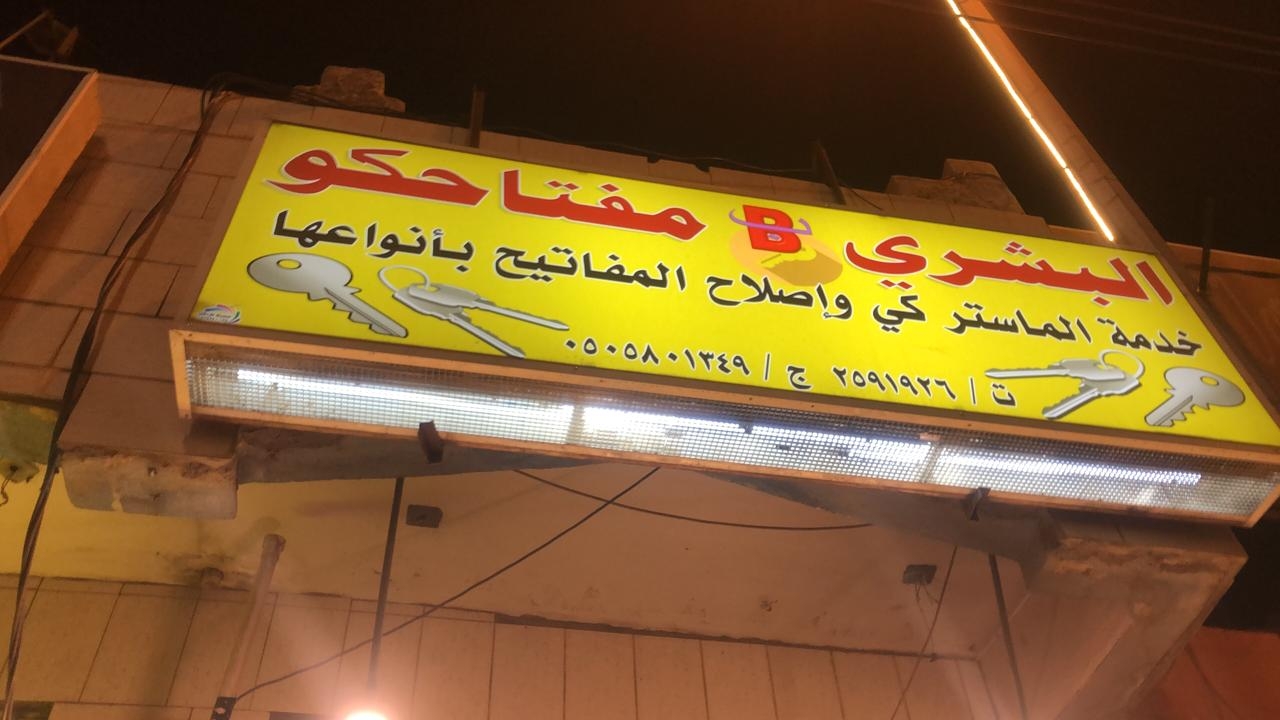 البشري B مفتاحكو
خدمة الماستر كي وإصلاح المفاتيح بأنواعها
ت / ٢٥٩١٩٢٦ ج / ٠٥٠٥٨٠١٣٤٩